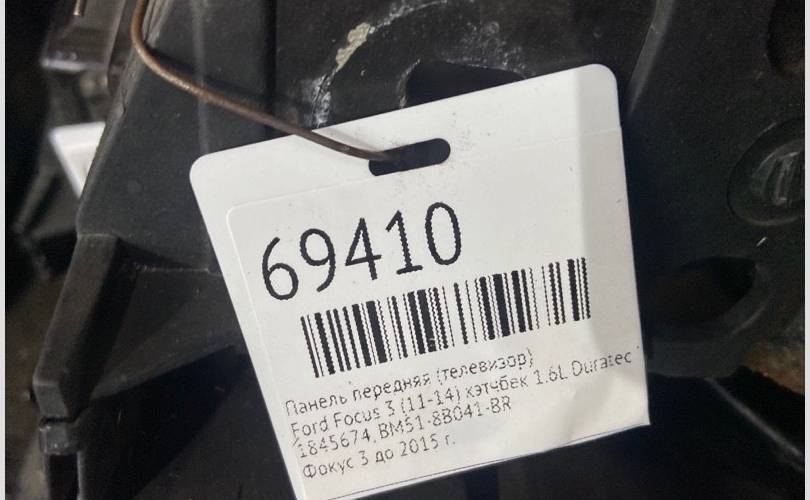 69410
Панель передняя (телевизор)
Ford Focus 3 (11-14) хэтчбек 1.6L Duratec
1845674, BM51-8B041-BR
Фокус 3 до 2015 г.